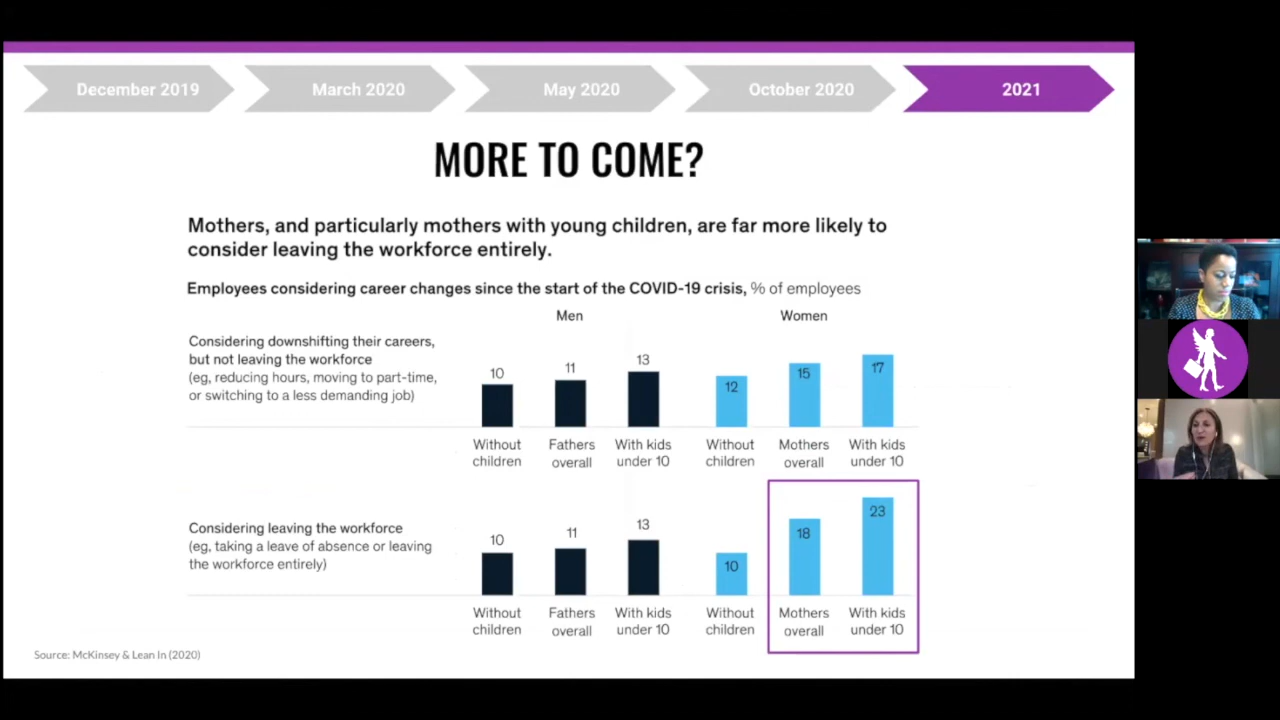 December 2019
March 2020
May 2020
October 2020
2021
MORE TO COME?
Mothers, and particularly mothers with young children, are far more likely to
consider leaving the workforce entirely.
Employees considering career changes since the start of the COVID-19 crisis, % of employees
Men
Women
Considering downshifting their careers,
but not leaving the workforce
(eg, reducing hours, moving to part-time,
or switching to a less demanding job)
10
11
13
12
15
17
Without
children
Fathers
overall
With kids
under 10
Without
children
Mothers
overall
With kids
under 10
Considering leaving the workforce
(eg, taking a leave of absence or leaving
the workforce entirely)
10
11
13
10
18
23
Without
children
Fathers
overall
With kids
under 10
Without
children
Mothers
overall
With kids
under 10
Source: McKinsey & Lean In (2020)